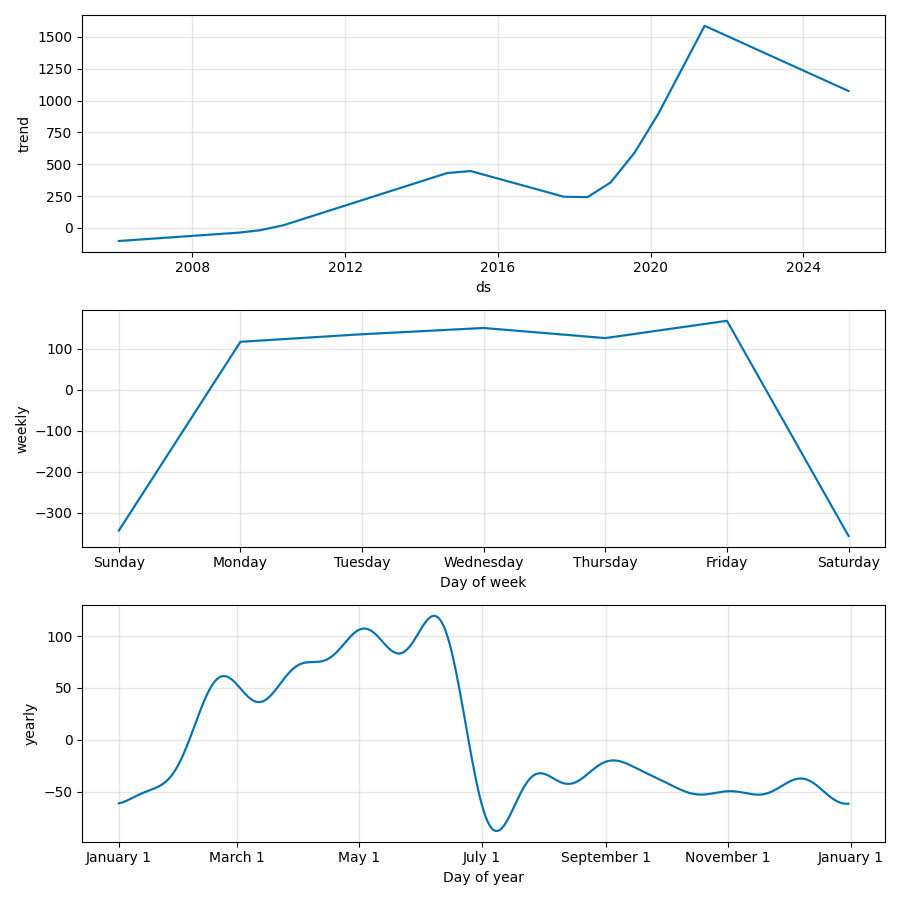 1500
1250
1000
750
500
250
0
trend
2008 2012 2016 2020 2024
ds
100
0
−100
−200
−300
weekly
Sunday Monday Tuesday Wednesday Thursday Friday Saturday
Day of week
100
50
0
−50
yearly
January 1 March 1 May 1 July 1 September 1 November 1 January 1
Day of year